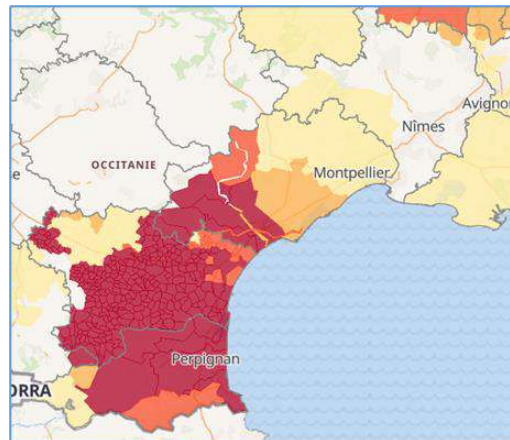 Avignon
Nîmes
OCCITANIE
Montpellier
e
Perpignan
ORRA